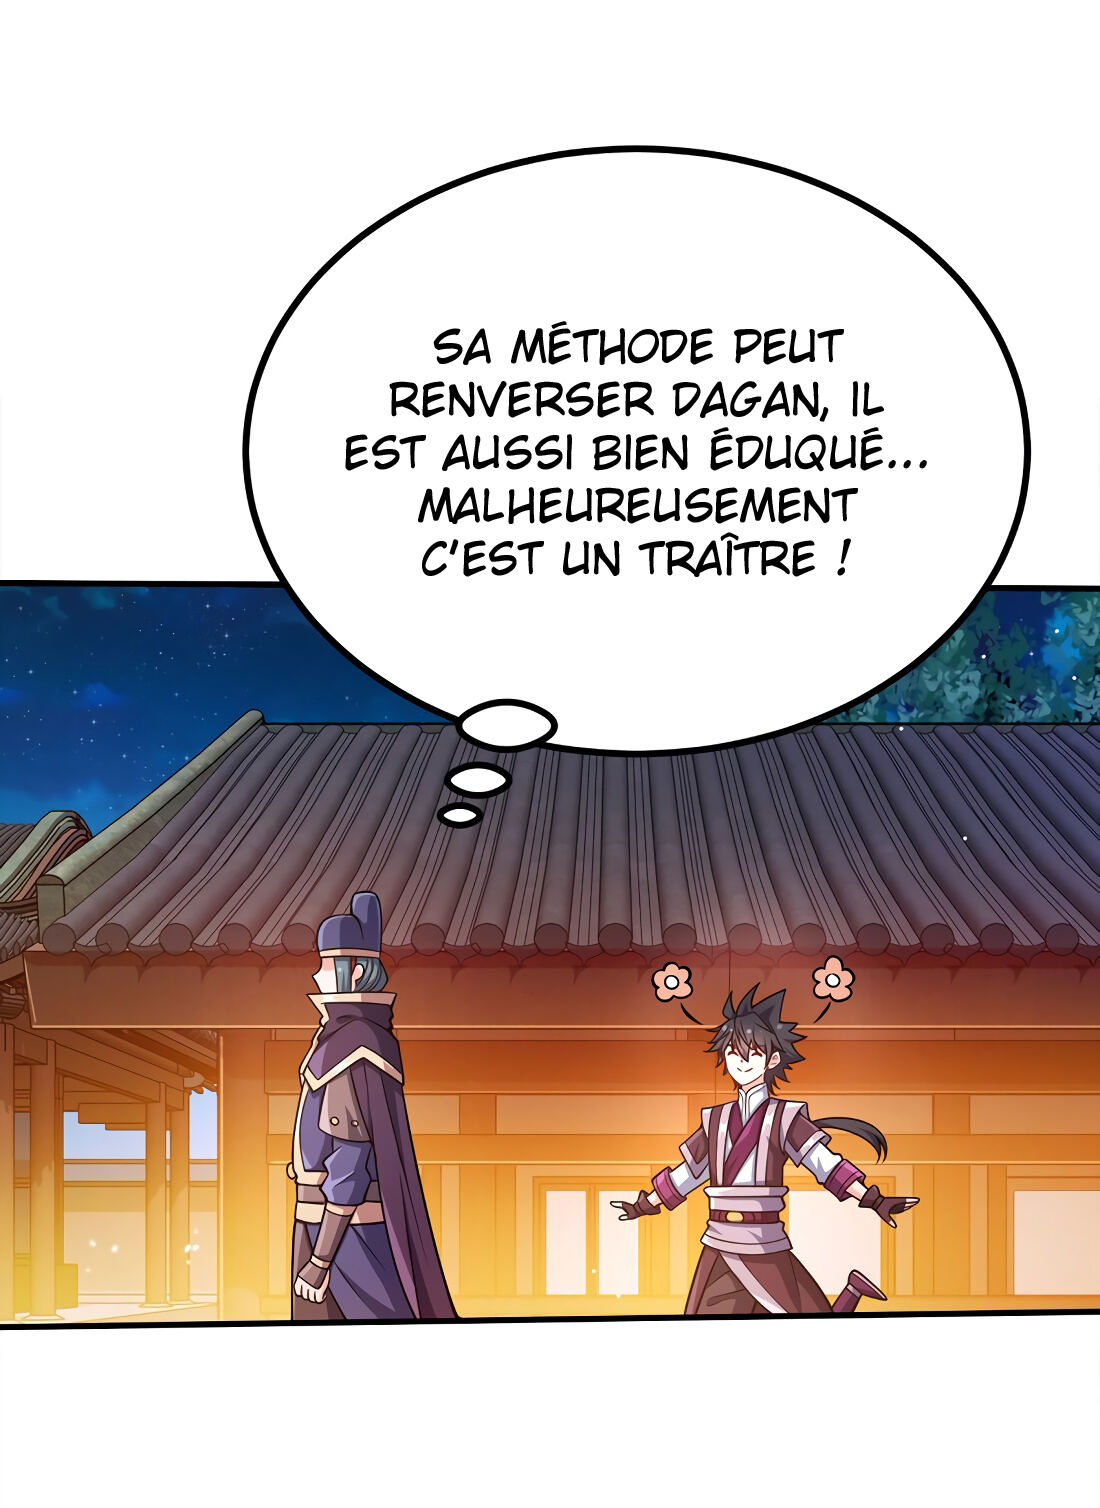 SA MÉTHODE PEUT
RENVERSER DAGAN, IL
EST AUSSI BIEN ÉDUQUÉ...
MALHEUREUSEMENT
C'EST UN TRAÎTRE !